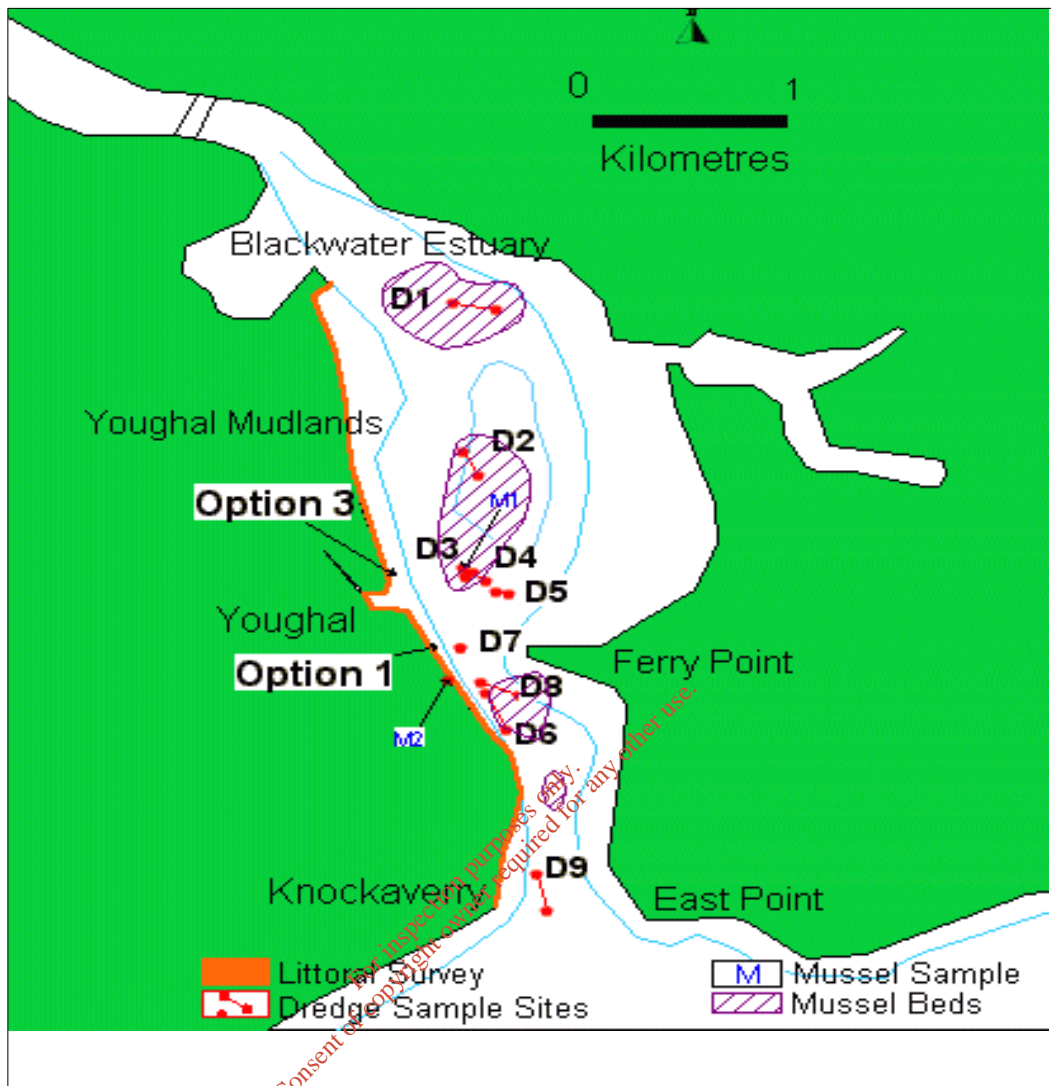 0 1
Kilometres
Blackwater Estuary
D1
Youghal Mudlands
D2
Option 3
M1
D3
D4
D5
Youghal
D7
Option 1
Ferry Point
D8
M2
D6
D9
Knockaverry
East Point
For inspection purposes only.
Consent of copyright owner required for any other use.
Littoral Survey
M Mussel Sample
Dredge Sample Sites
Mussel Beds